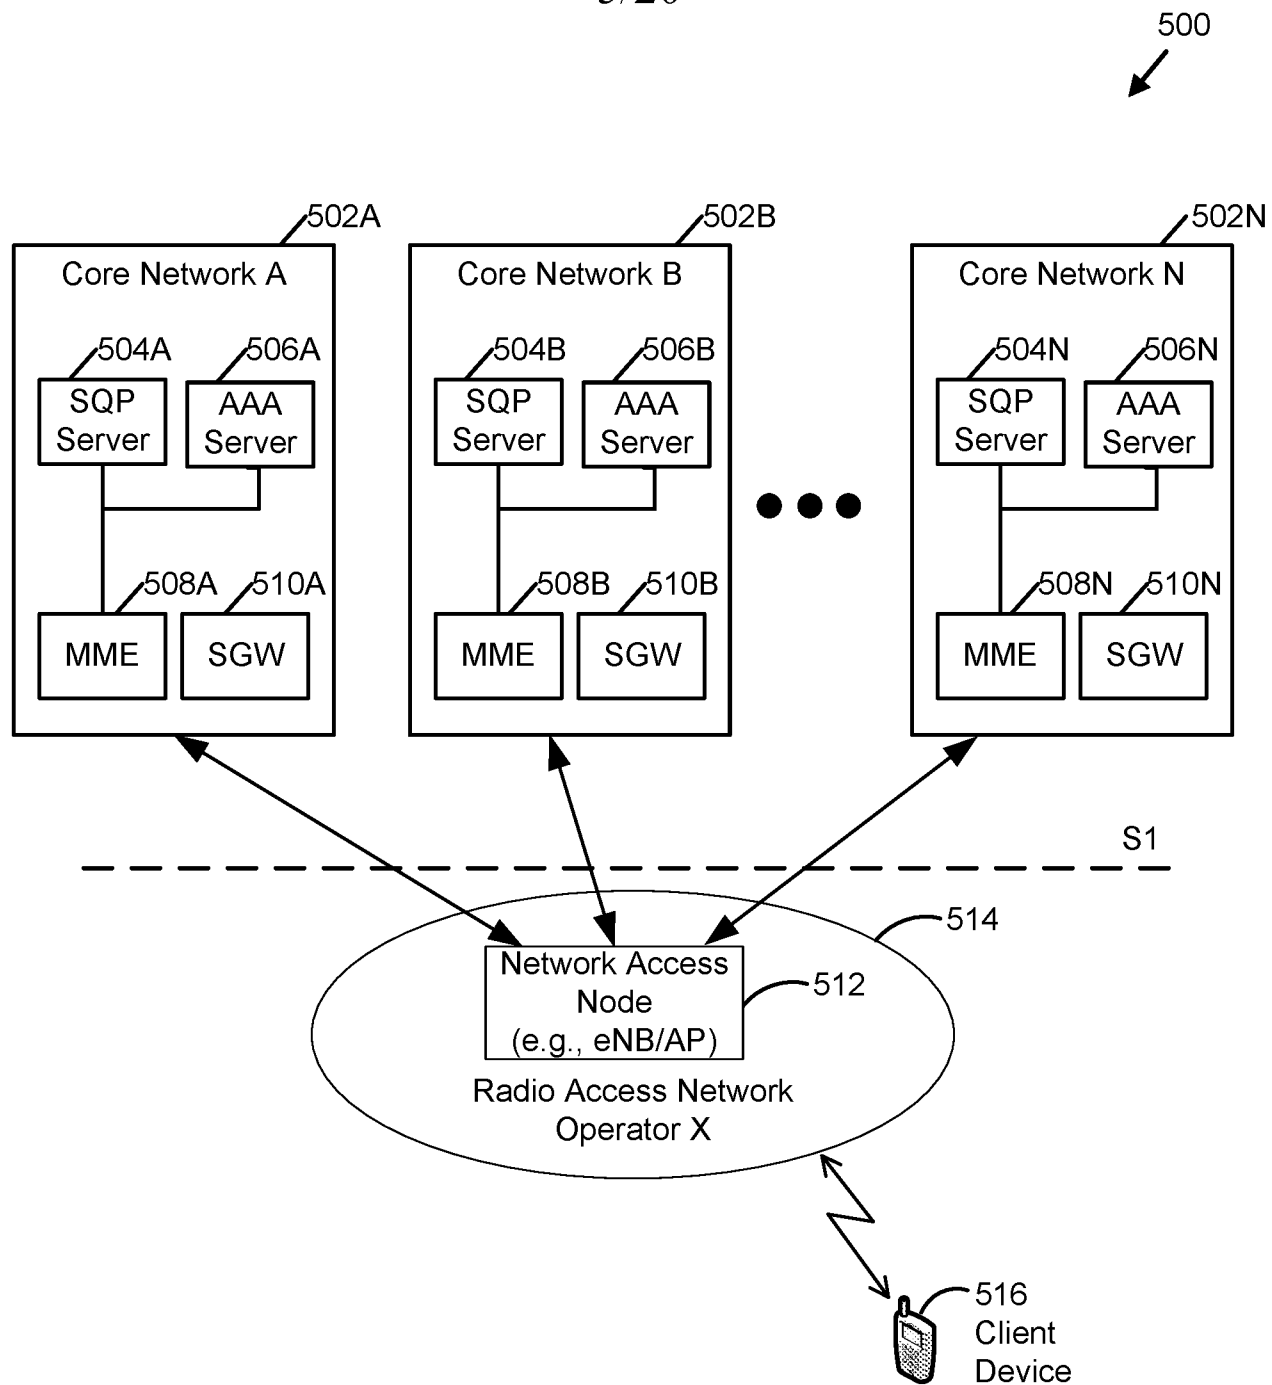 500
502A
502B
502N
Core Network A
Core Network B
Core Network N
504A
506A
504B
506B
504N
506N
SQP
Server
AAA
Server
SQP
Server
AAA
Server
SQP
Server
AAA
Server
508A
510A
508B
510B
508N
510N
MME
SGW
MME
SGW
MME
SGW
S1
514
Network Access
Node
(e.g., eNB/AP)
512
Radio Access Network
Operator X
516
Client
Device